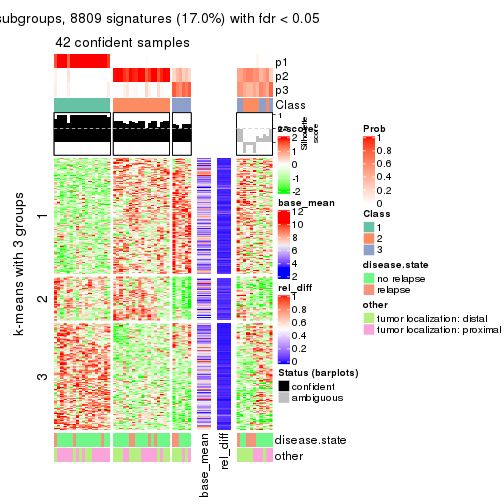 subgroups, 8809 signatures (17.0%) with fdr < 0.05
42 confident samples
p1
p2
p3
Class
1
Silhouette
score
k-means with 3 groups
1
2
3
z-score
2
1
0
-1
-2
base_mean
12
10
8
6
4
2
rel_diff
1
0.8
0.6
0.4
0.2
0
Status (barplots)
confident
ambiguous
Prob
1
0.8
0.6
0.4
0.2
0
Class
1
2
3
disease.state
no relapse
relapse
other
tumor localization: distal
tumor localization: proximal
disease.state
other
base_mean
rel_diff